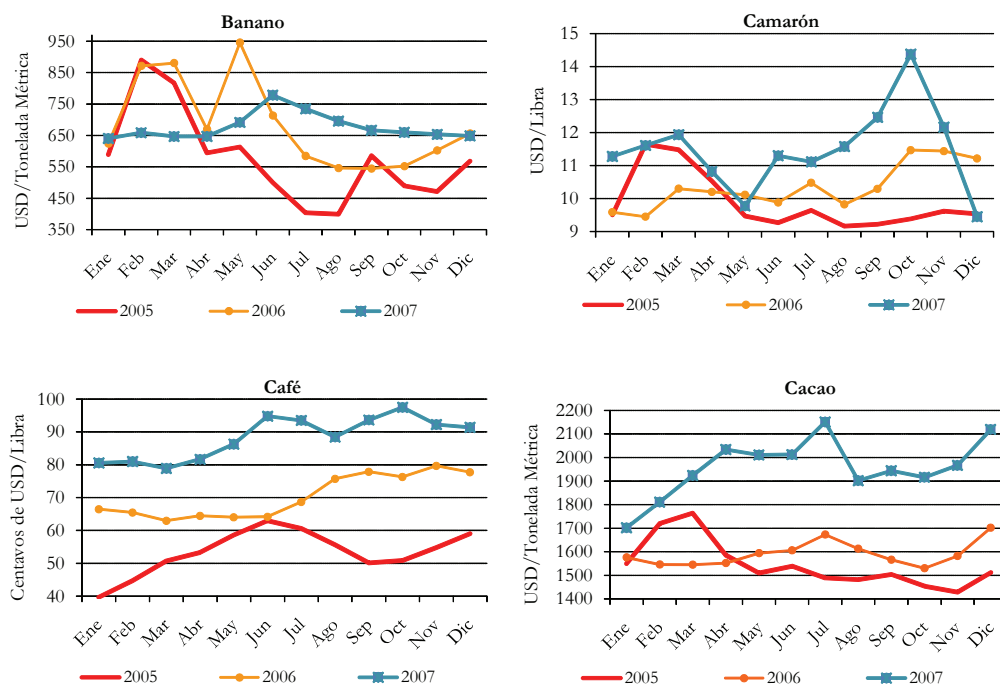 Banano
USD/Tonelada Métrica
950
850
750
650
550
450
350
Ene Feb Mar Abr May Jun Jul Ago Sep Oct Nov Dic
2005 2006 2007
Camarón
USD/Libra
15
14
13
12
11
10
9
Ene Feb Mar Abr May Jun Jul Ago Sep Oct Nov Dic
2005 2006 2007
Café
Centavos de USD/Libra
100
90
80
70
60
50
40
Ene Feb Mar Abr May Jun Jul Ago Sep Oct Nov Dic
2005 2006 2007
Cacao
USD/Tonelada Métrica
2200
2100
2000
1900
1800
1700
1600
1500
1400
Ene Feb Mar Abr May Jun Jul Ago Sep Oct Nov Dic
2005 2006 2007